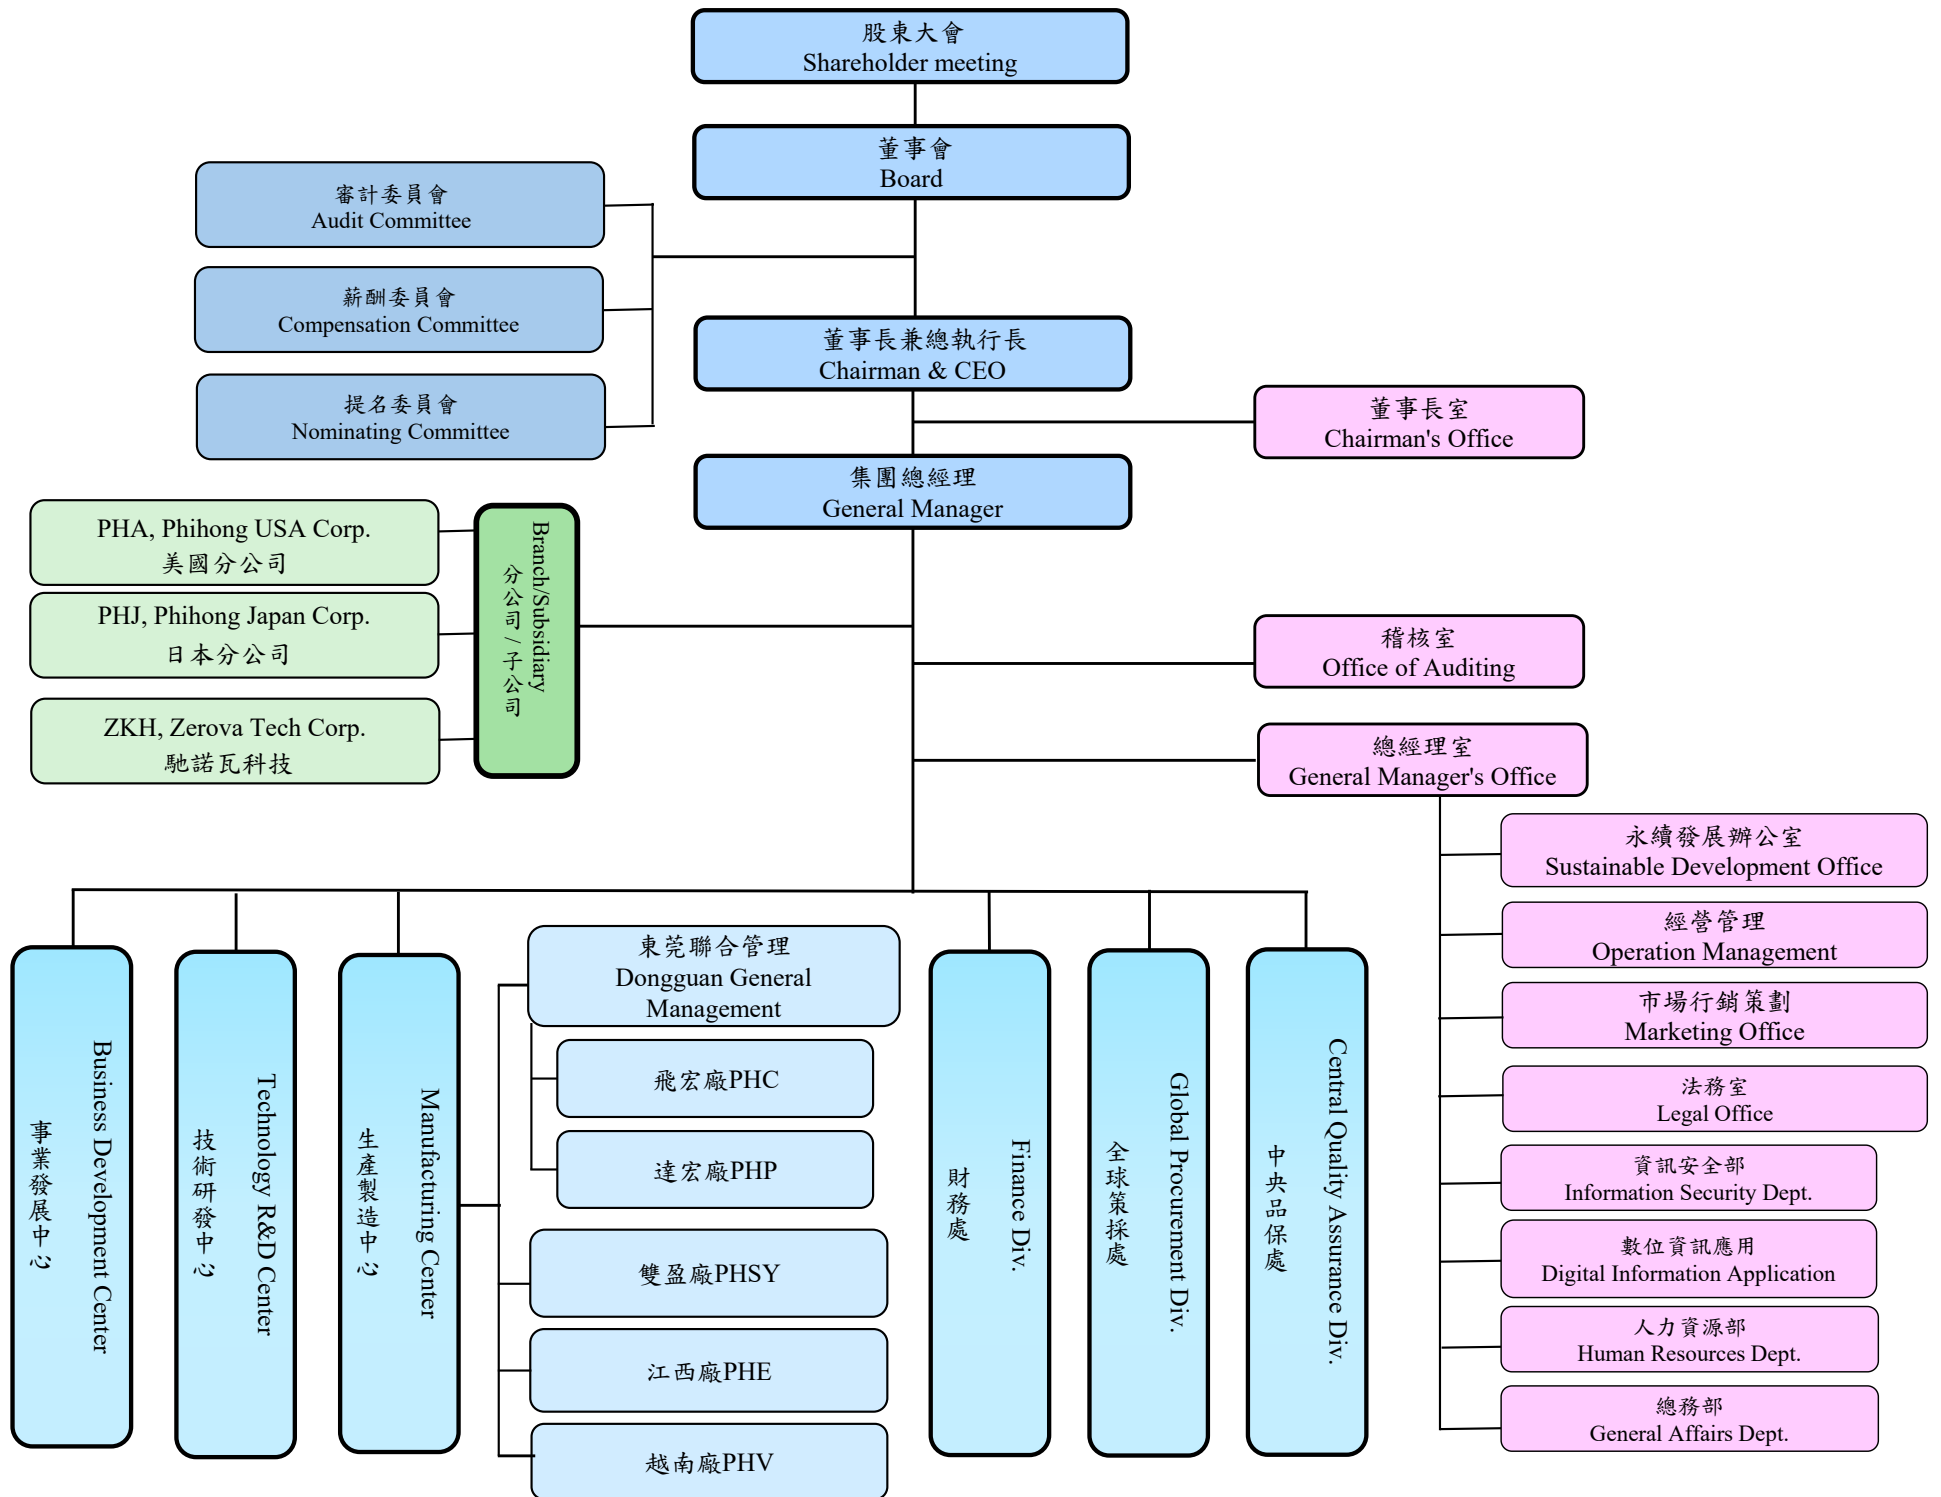 股東大會
Shareholder meeting
董事會
Board
審計委員會
Audit Committee
薪酬委員會
Compensation Committee
提名委員會
Nominating Committee
董事長兼總執行長
Chairman & CEO
董事長室
Chairman's Office
集團總經理
General Manager
PHA, Phihong USA Corp.
美國分公司
PHJ, Phihong Japan Corp.
日本分公司
ZKH, Zerova Tech Corp.
馳諾瓦科技
Branch/Subsidiary
分公司 / 子公司
稽核室
Office of Auditing
總經理室
General Manager's Office
永續發展辦公室
Sustainable Development Office
經營管理
Operation Management
市場行銷策劃
Marketing Office
法務室
Legal Office
資訊安全部
Information Security Dept.
數位資訊應用
Digital Information Application
人力資源部
Human Resources Dept.
總務部
General Affairs Dept.
Business Development Center
事業發展中心
Technology R&D Center
技術研發中心
Manufacturing Center
生產製造中心
東莞聯合管理
Dongguan General
Management
飛宏廠PHC
達宏廠PHP
雙盈廠PHSY
江西廠PHE
越南廠PHV
Finance Div.
財務處
Global Procurement Div.
全球策採處
Central Quality Assurance Div.
中央品保處